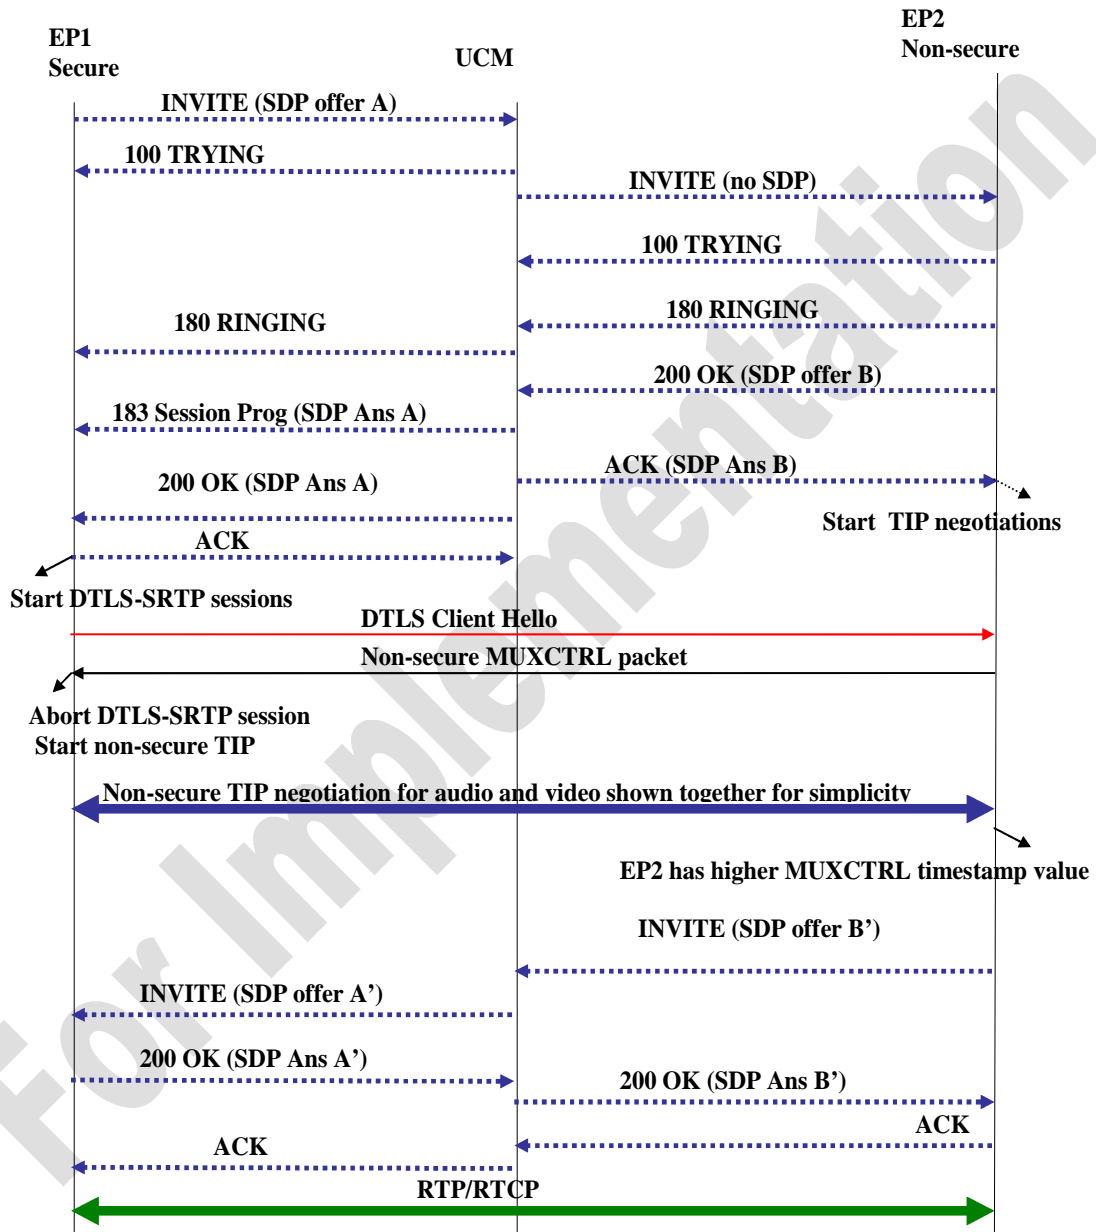 EP1
Secure
UCM
EP2
Non-secure
INVITE (SDP offer A)
100 TRYING
INVITE (no SDP)
100 TRYING
180 RINGING
180 RINGING
200 OK (SDP offer B)
183 Session Prog (SDP Ans A)
ACK (SDP Ans B)
200 OK (SDP Ans A)
Start TIP negotiations
ACK
Start DTLS-SRTP sessions
DTLS Client Hello
Non-secure MUXCTRL packet
Abort DTLS-SRTP session
Start non-secure TIP
Non-secure TIP negotiation for audio and video shown together for simplicity
EP2 has higher MUXCTRL timestamp value
INVITE (SDP offer B’)
INVITE (SDP offer A’)
200 OK (SDP Ans A’)
200 OK (SDP Ans B’)
ACK
ACK
RTP/RTCP
For Implementation